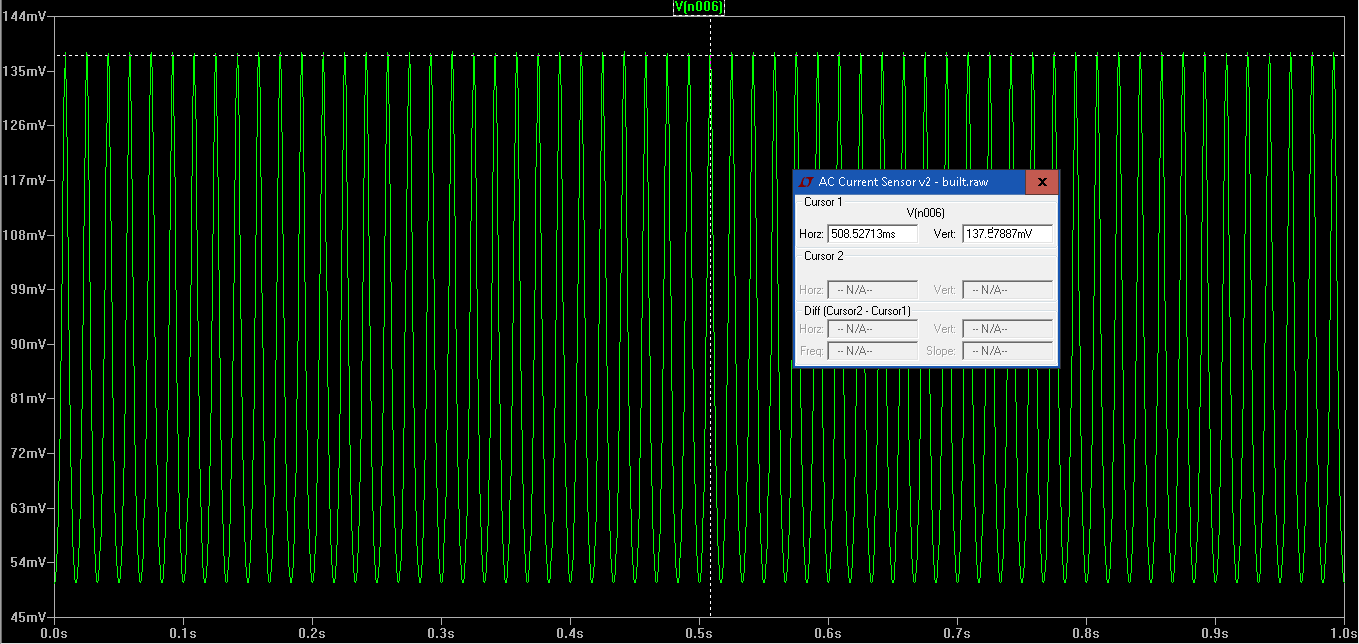 V(n006)
144mV
135mV
126mV
117mV
108mV
99mV
90mV
81mV
72mV
63mV
54mV
45mV
0.0s 0.1s 0.2s 0.3s 0.4s 0.5s 0.6s 0.7s 0.8s 0.9s 1.0s
AC Current Sensor v2 - built.raw x
Cursor 1
V(n006)
Horz: 508.52713ms Vert:
Cursor 2
Horz: -- N/A-- Vert: -- N/A--
Diff (Cursor2 - Cursor1)
Horz: -- N/A-- Vert: -- N/A--
Freq: -- N/A-- Slope: -- N/A--